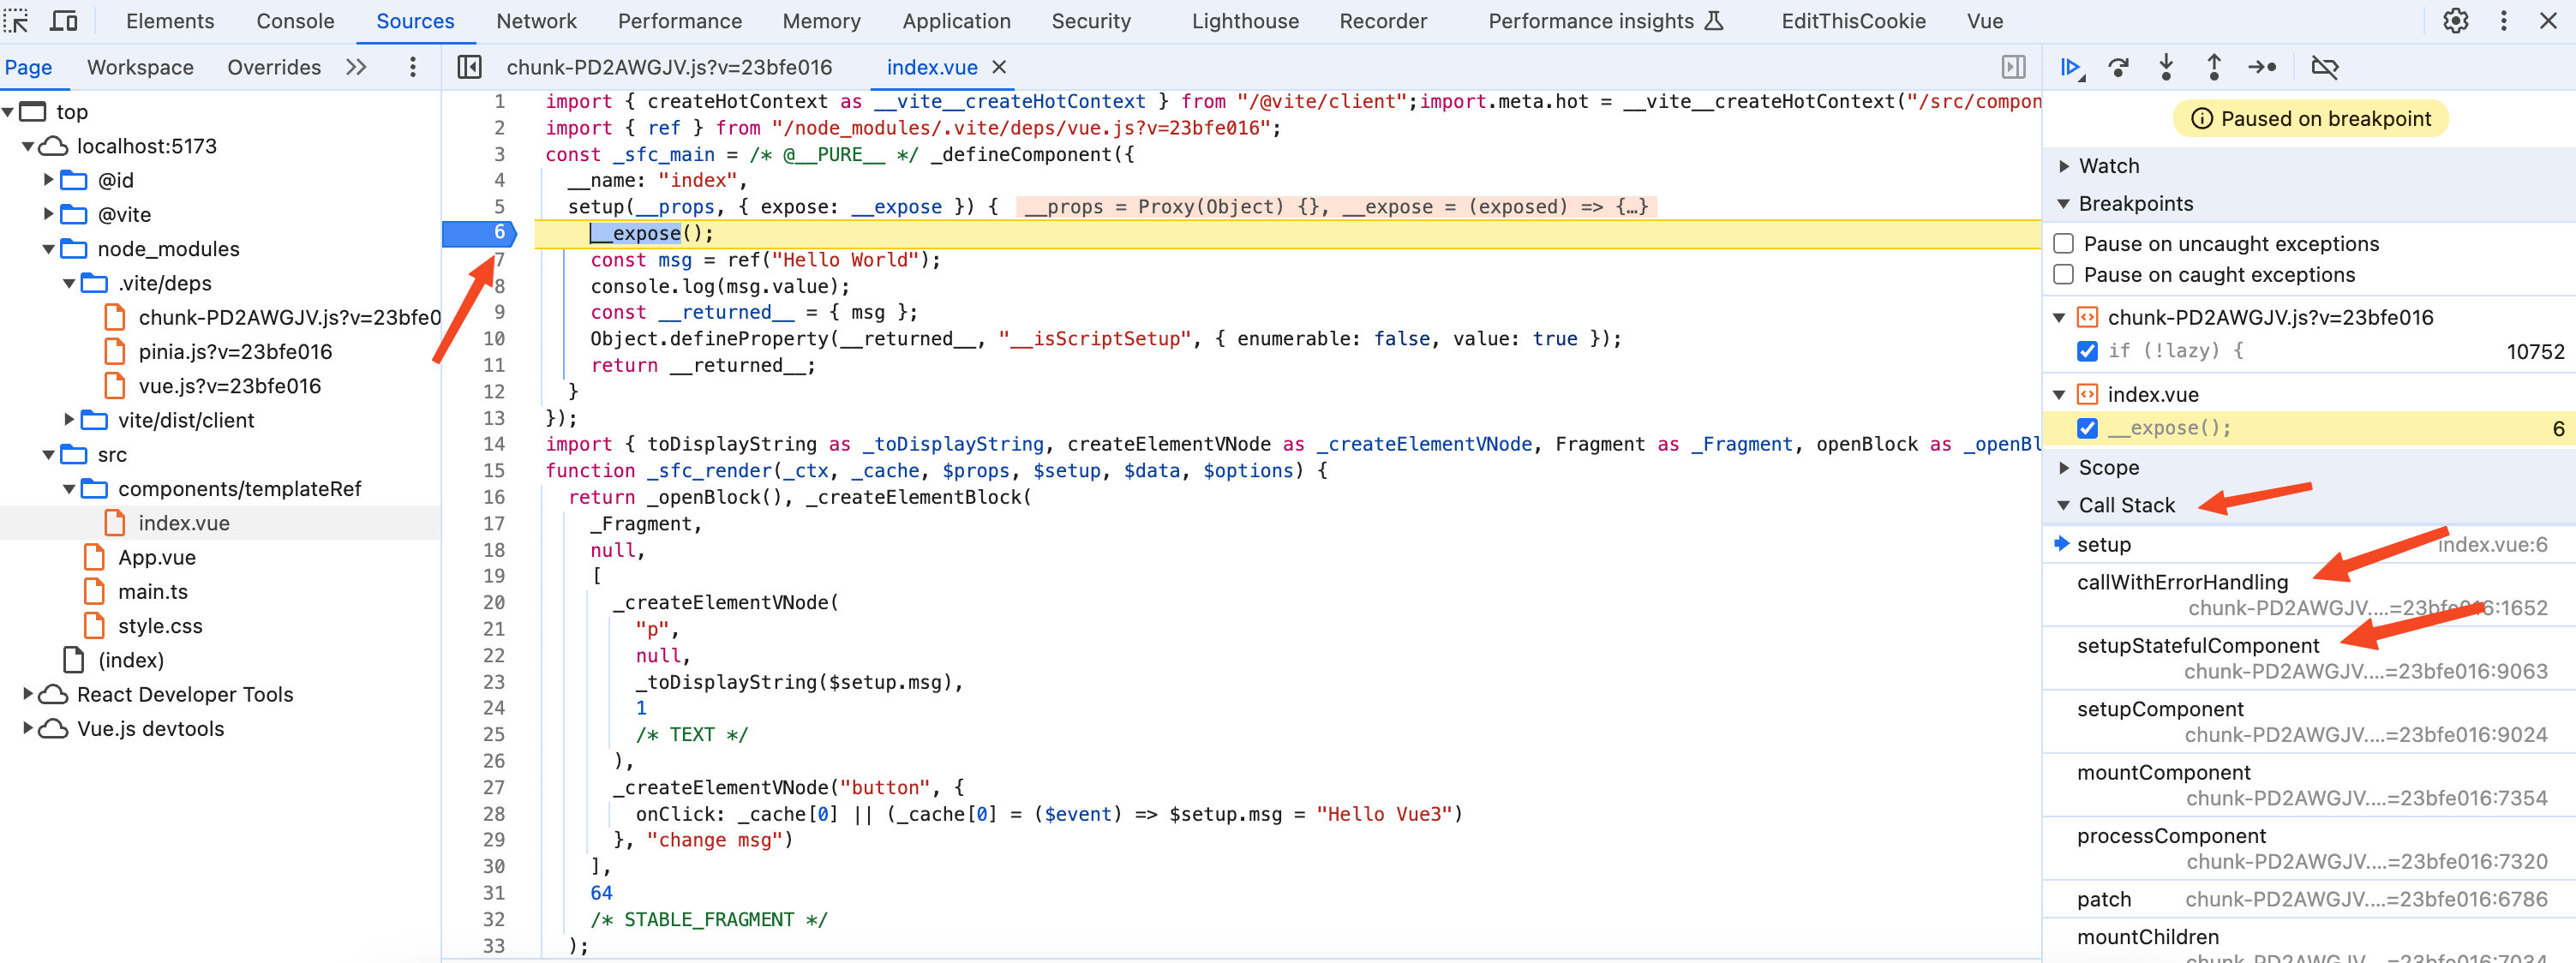 Elements Console Sources Network Performance Memory Application Security Lighthouse Recorder Performance insights EditThisCookie Vue
Page Workspace Overrides
top
localhost:5173
@id
@vite
node_modules
.vite/deps
chunk-PD2AWGJV.js?v=23bfe0
pinia.js?v=23bfe016
vue.js?v=23bfe016
vite/dist/client
src
components/templateRef
index.vue
App.vue
main.ts
style.css
(index)
React Developer Tools
Vue.js devtools
chunk-PD2AWGJV.js?v=23bfe016 index.vue
1 import { createHotContext as __vite__createHotContext } from "/@vite/client";import.meta.hot = __vite__createHotContext("/src/compon
2 import { ref } from "/node_modules/.vite/deps/vue.js?v=23bfe016";
3 const _sfc_main = /* @__PURE__ */ _defineComponent({
4 __name: "index",
5 setup(__props, { expose: __expose }) { __props = Proxy(Object) {}, __expose = (exposed) => {…}
6 __expose();
7 const msg = ref("Hello World");
8 console.log(msg.value);
9 const __returned__ = { msg };
10 Object.defineProperty(__returned__, "__isScriptSetup", { enumerable: false, value: true });
11 return __returned__;
12 }
13 });
14 import { toDisplayString as _toDisplayString, createElementVNode as _createElementVNode, Fragment as _Fragment, openBlock as _openBl
15 function _sfc_render(_ctx, _cache, $props, $setup, $data, $options) {
16 return _openBlock(), _createElementBlock(
17 _Fragment,
18 null,
19 [
20 _createElementVNode(
21 "p",
22 null,
23 _toDisplayString($setup.msg),
24 1
25 /* TEXT */
26 ),
27 _createElementVNode("button", {
28 onClick: _cache[0] || (_cache[0] = ($event) => $setup.msg = "Hello Vue3")
29 }, "change msg")
30 ],
31 64
32 /* STABLE_FRAGMENT */
33 );
Paused on breakpoint
Watch
Breakpoints
Pause on uncaught exceptions
Pause on caught exceptions
chunk-PD2AWGJV.js?v=23bfe016
if (!lazy) { 10752
index.vue
__expose(); 6
Scope
Call Stack
setup index.vue:6
callWithErrorHandling
chunk-PD2AWGJV.…=23bfe016:1652
setupStatefulComponent
chunk-PD2AWGJV.…=23bfe016:9063
setupComponent
chunk-PD2AWGJV.…=23bfe016:9024
mountComponent
chunk-PD2AWGJV.…=23bfe016:7354
processComponent
chunk-PD2AWGJV.…=23bfe016:7320
patch chunk-PD2AWGJV.…=23bfe016:6786
mountChildren